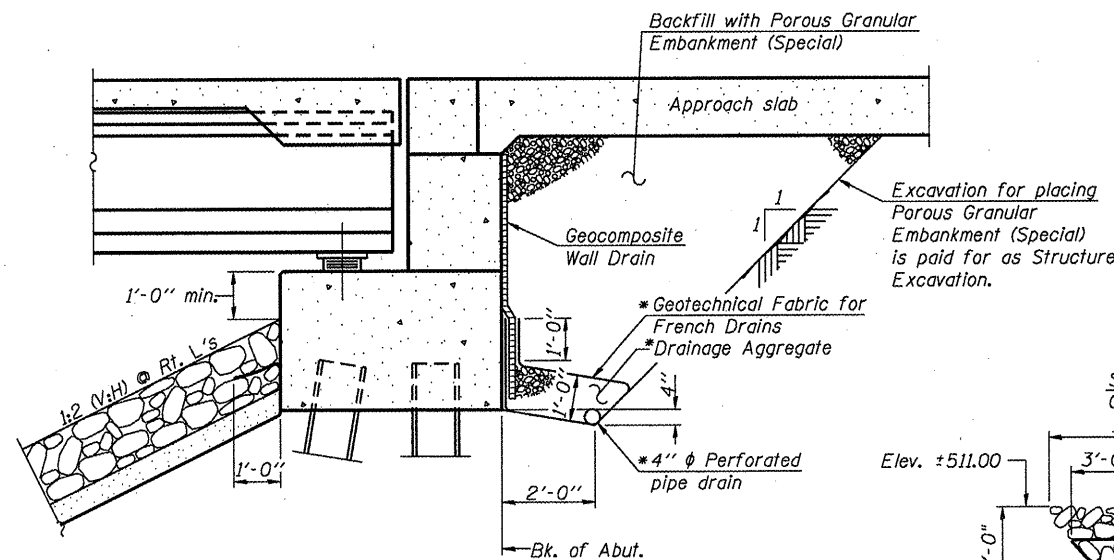 Backfill with Porous Granular
Embankment (Special)
Approach slab
Excavation for placing
Porous Granular
Embankment (Special)
is paid for as Structure
Excavation.
1
1
Geocomposite
Wall Drain
1'-0" min.
*Geotechnical Fabric for
French Drains
*Drainage Aggregate
1'-0"
1'-0"
4"
1:2 (V:H) @ Rt. L's
1'-0"
2'-0"
*4" ϕ Perforated
pipe drain
Bk. of Abut.
Elev. ±511.00